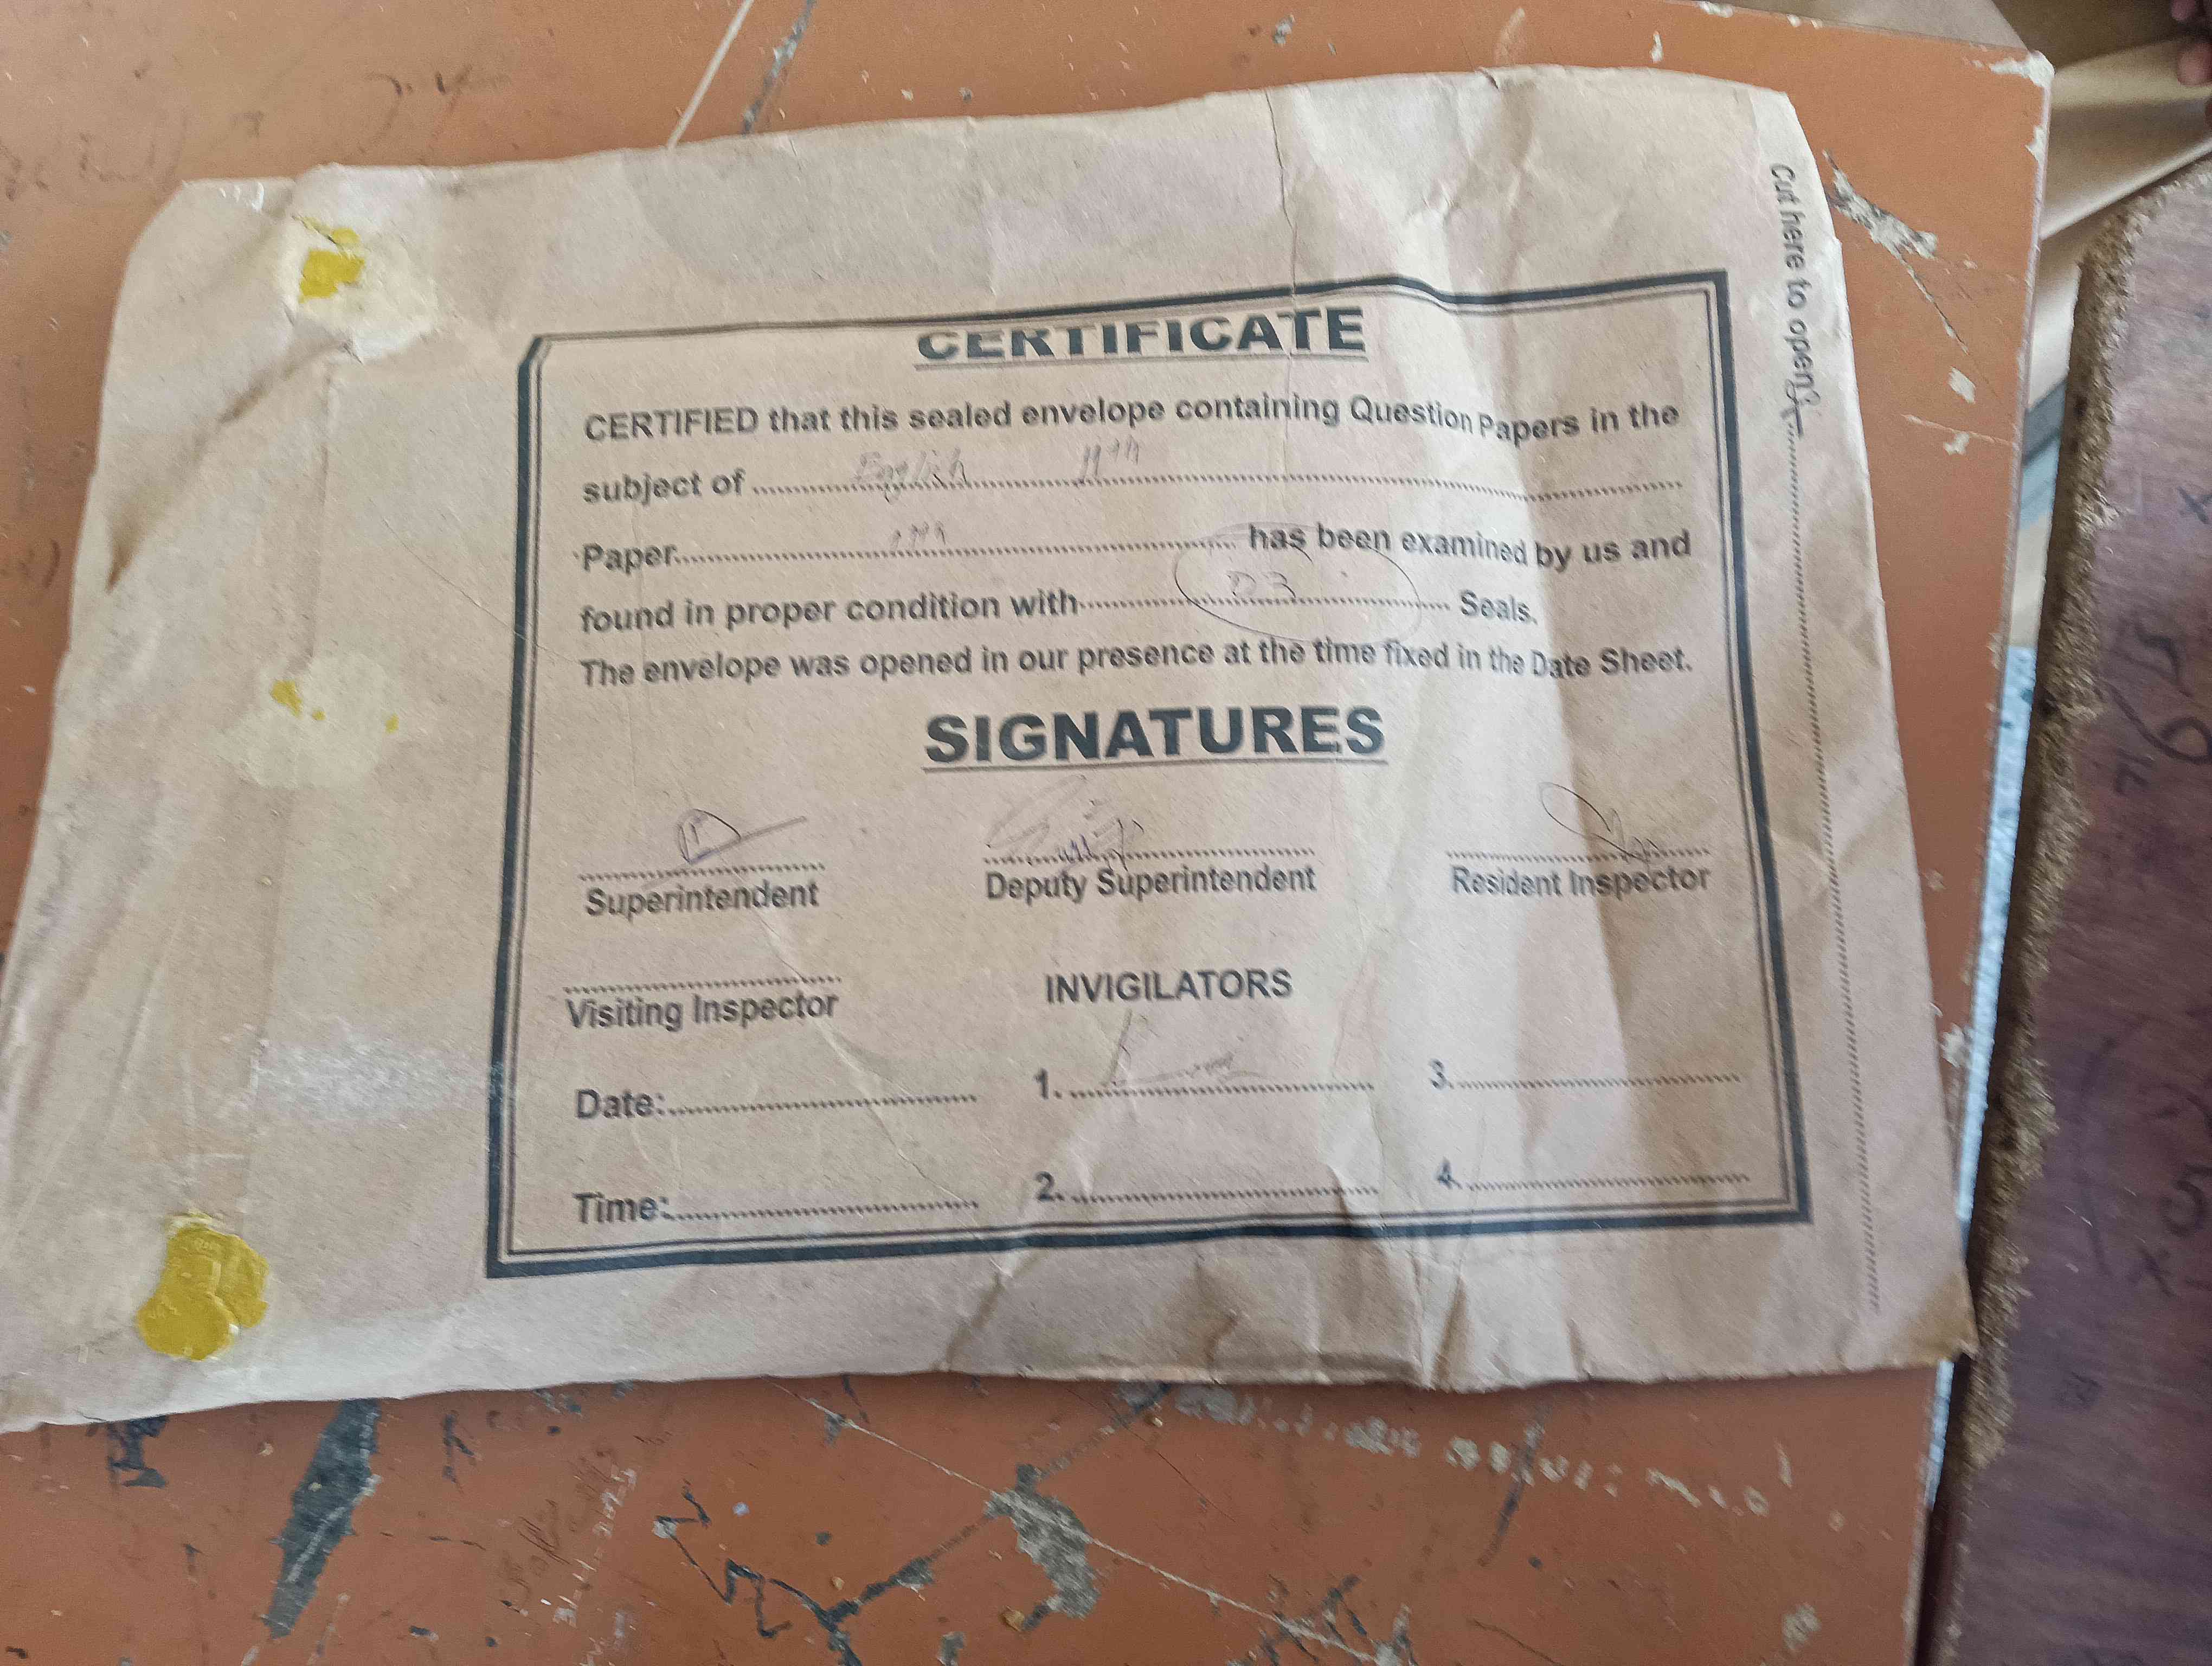 Cut here to open
CERTIFICATE
CERTIFIED that this sealed envelope containing Question Papers in the
subject of .......... English 11th ..........
Paper.......... has been examined by us and
found in proper condition with .......... 03 .......... Seals.
The envelope was opened in our presence at the time fixed in the Date Sheet.
SIGNATURES
Superintendent Deputy Superintendent Resident Inspector
Visiting Inspector INVIGILATORS
Date:.......... 1. .......... 3. ..........
Time:.......... 2. .......... 4. ..........